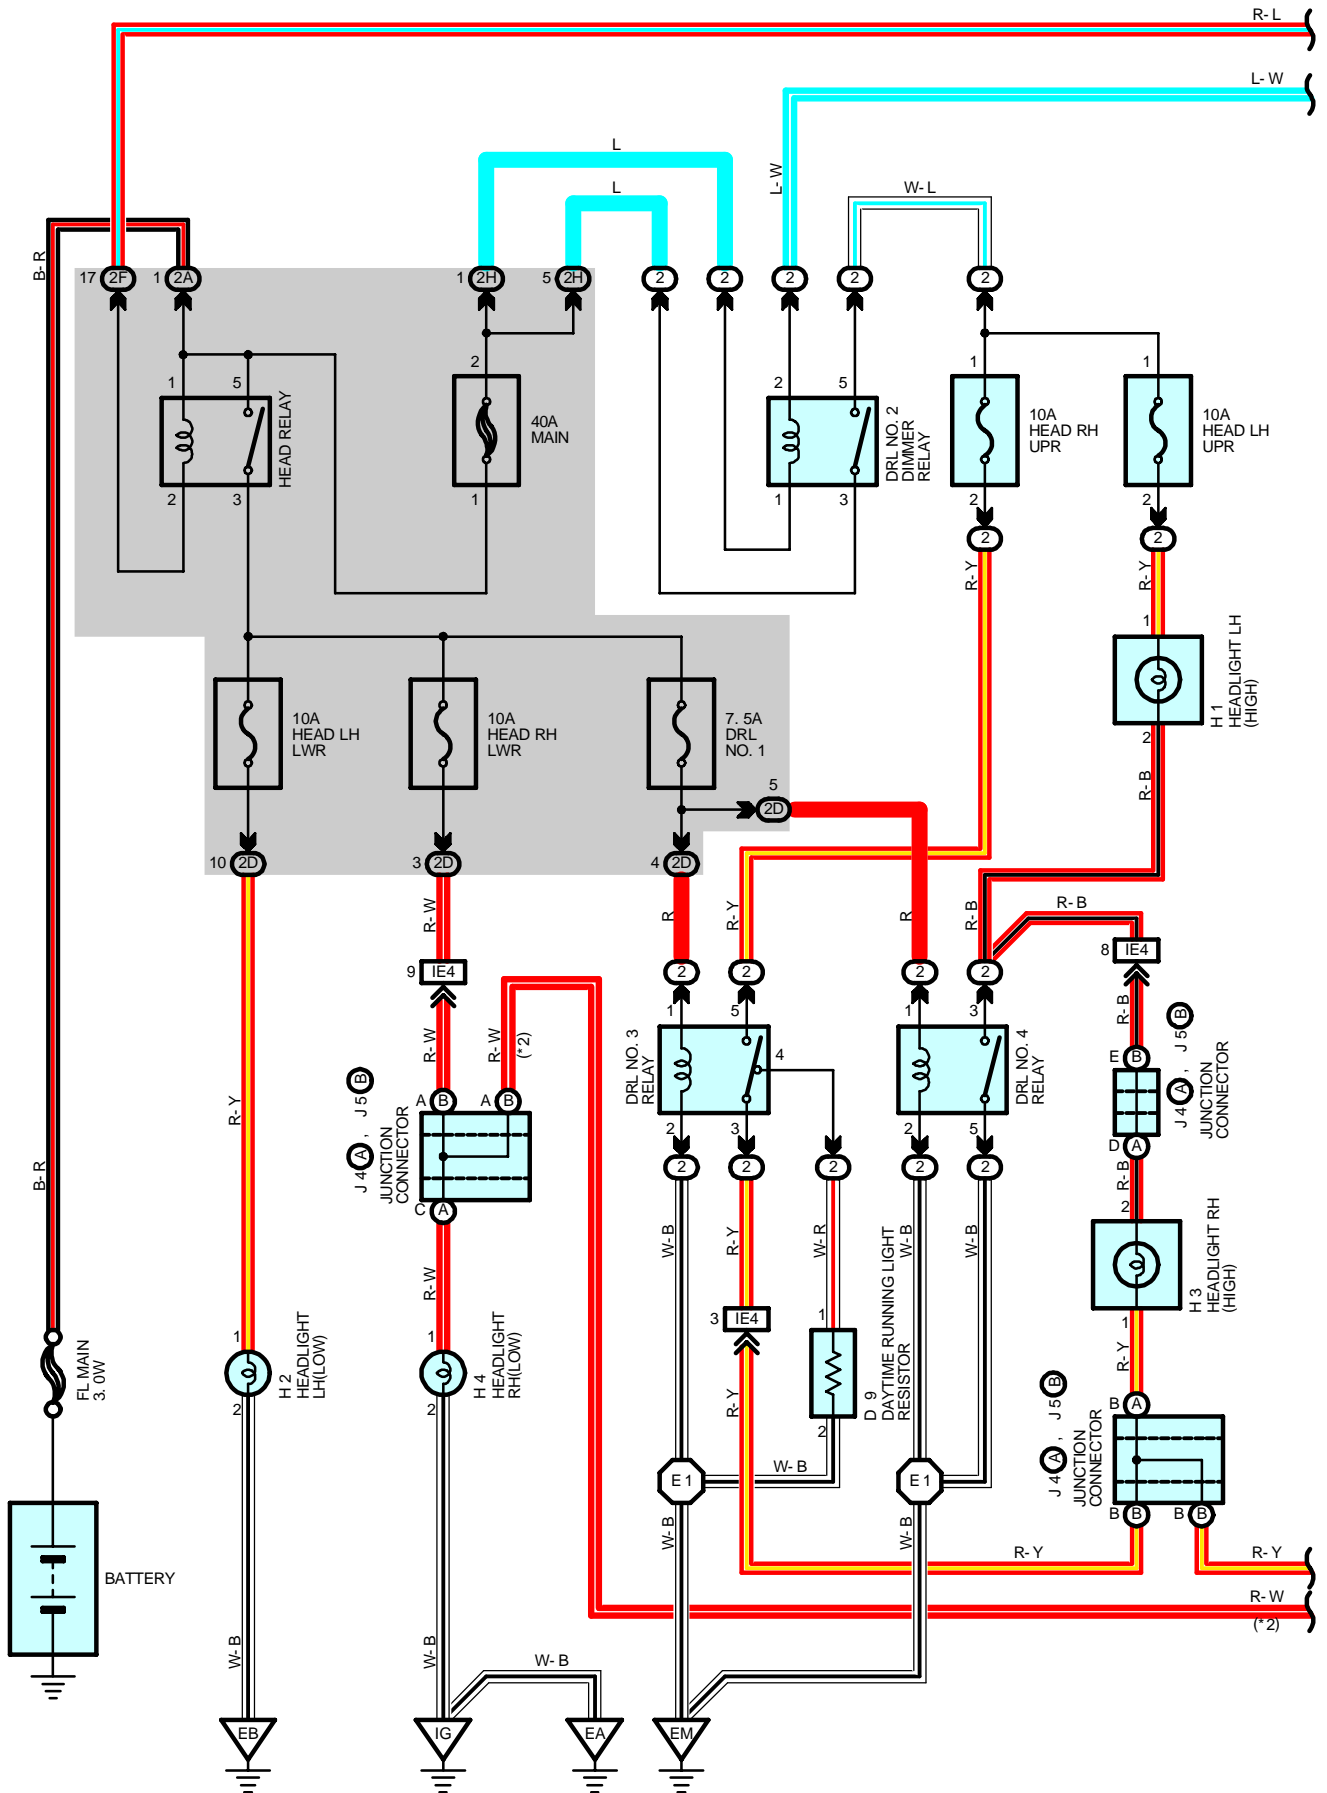 R-L
L-W
L
L
L-W
W-L
B-R
17 2F
1 2A
1 2H
5 2H
2
2
2
2
2
1
5
HEAD RELAY
2
3
2
40A
MAIN
1
2
5
DRL NO. 2
DIMMER
RELAY
1
3
1
10A
HEAD RH
UPR
2
1
10A
HEAD LH
UPR
2
2
2
R-Y
R-Y
1
H 1
HEADLIGHT LH
(HIGH)
2
R-B
10A
HEAD LH
LWR
10A
HEAD RH
LWR
7. 5A
DRL
NO. 1
5
2D
10 2D
3 2D
4 2D
R-W
R
R-Y
R
R-B
R-B
9 IE4
8 IE4
2
2
2
2
R-W
R-W
(*2)
R-B
1
5
DRL NO. 3
RELAY
4
2
3
1
3
DRL NO. 4
RELAY
2
5
J 4 A , J 5 B
JUNCTION
CONNECTOR
E B
D A
J 4 A , J 5 B
JUNCTION
CONNECTOR
A B
A B
C A
R-Y
B-R
2
2
2
2
2
R-B
2
H 3
HEADLIGHT RH
(HIGH)
1
R-W
W-B
R-Y
W-R
W-B
W-B
3 IE4
1
D 9
DAYTIME RUNNING LIGHT
RESISTOR
2
R-Y
R-Y
FL MAIN
3. 0W
1
H 2
HEADLIGHT
LH(LOW)
2
1
H 4
HEADLIGHT
RH(LOW)
2
J 4 A , J 5 B
JUNCTION
CONNECTOR
B A
B B
B B
E 1
W-B
E 1
W-B
W-B
R-Y
R-Y
BATTERY
R-W
(*2)
W-B
W-B
W-B
EB
IG
EA
EM